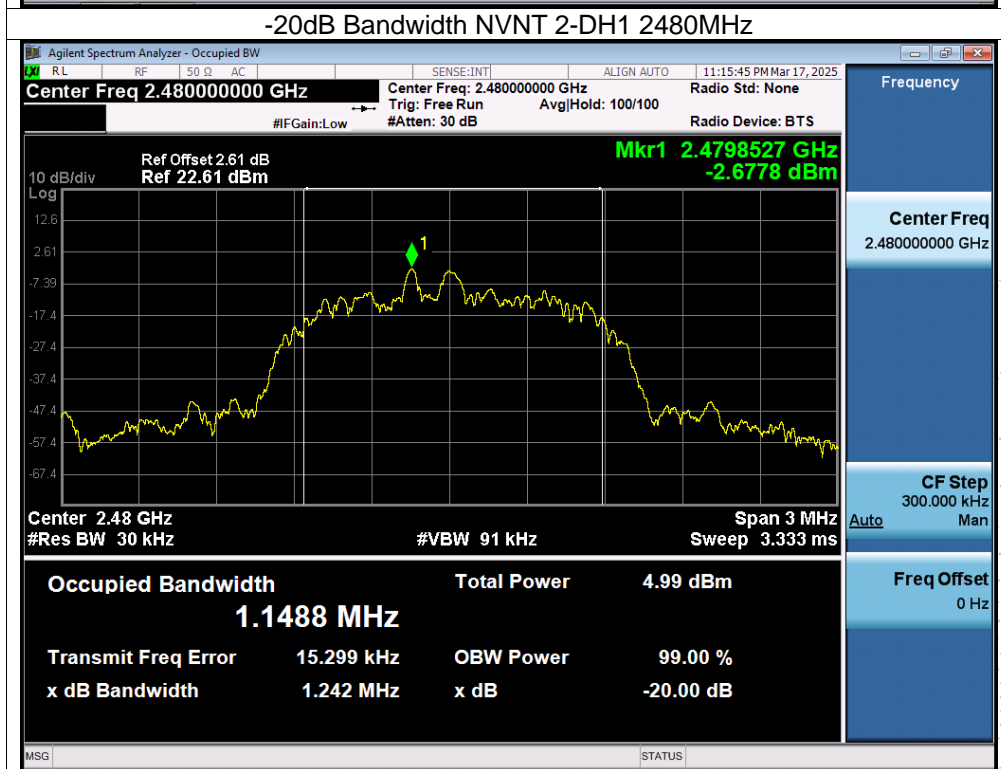 -20dB Bandwidth NVNT 2-DH1 2480MHz
Agilent Spectrum Analyzer - Occupied BW
LXI RL RF 50 Ω AC SENSE:INT ALIGN AUTO 11:15:45 PM Mar 17, 2025
Center Freq 2.480000000 GHz
Center Freq: 2.480000000 GHz
Radio Std: None
Trig: Free Run Avg|Hold: 100/100
#IFGain:Low #Atten: 30 dB Radio Device: BTS
Mkr1 2.4798527 GHz
-2.6778 dBm
Ref Offset 2.61 dB
10 dB/div Ref 22.61 dBm
Log
12.6
2.61
-7.39
-17.4
-27.4
-37.4
-47.4
-57.4
-67.4
1
Center 2.48 GHz Span 3 MHz
#Res BW 30 kHz #VBW 91 kHz Sweep 3.333 ms
Occupied Bandwidth Total Power 4.99 dBm
1.1488 MHz
Transmit Freq Error 15.299 kHz OBW Power 99.00 %
x dB Bandwidth 1.242 MHz x dB -20.00 dB
Frequency
Center Freq
2.480000000 GHz
CF Step
300.000 kHz
Auto Man
Freq Offset
0 Hz
MSG STATUS